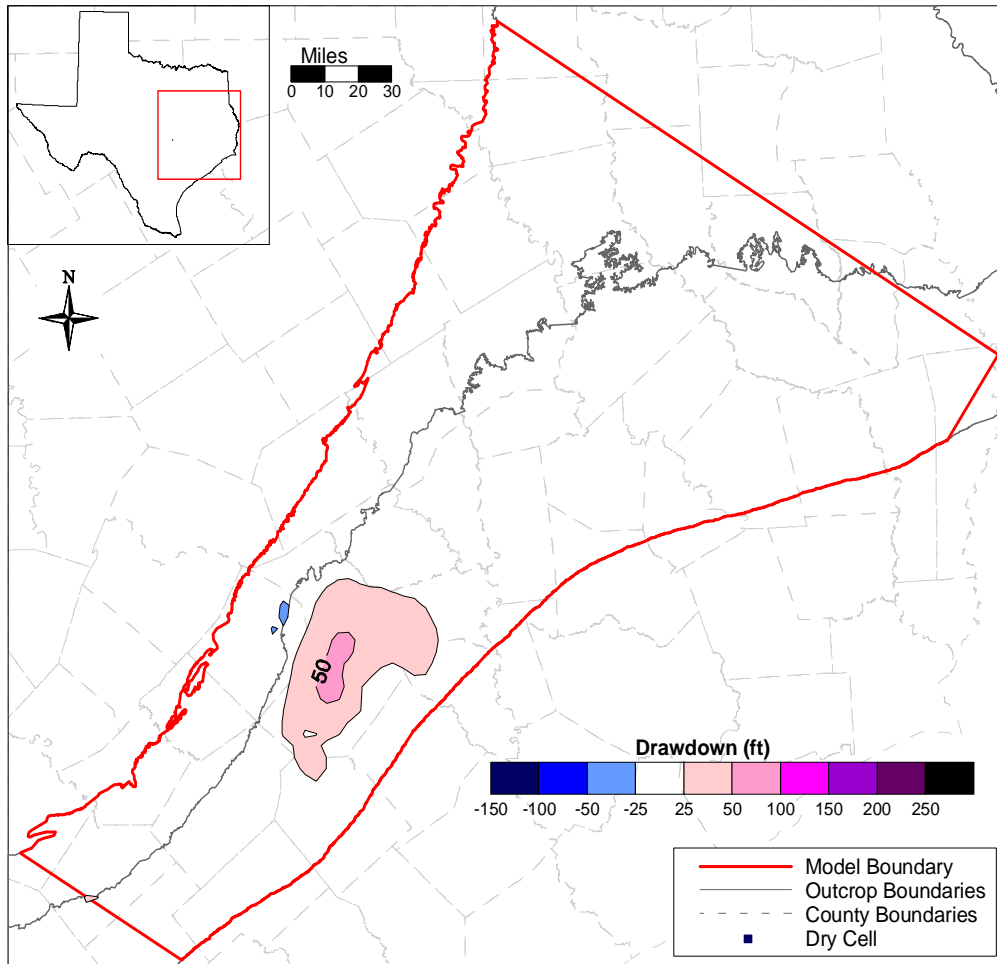 Miles
0 10 20 30
N
50
Drawdown (ft)
-150 -100 -50 -25 25 50 100 150 200 250
Model Boundary
Outcrop Boundaries
County Boundaries
Dry Cell